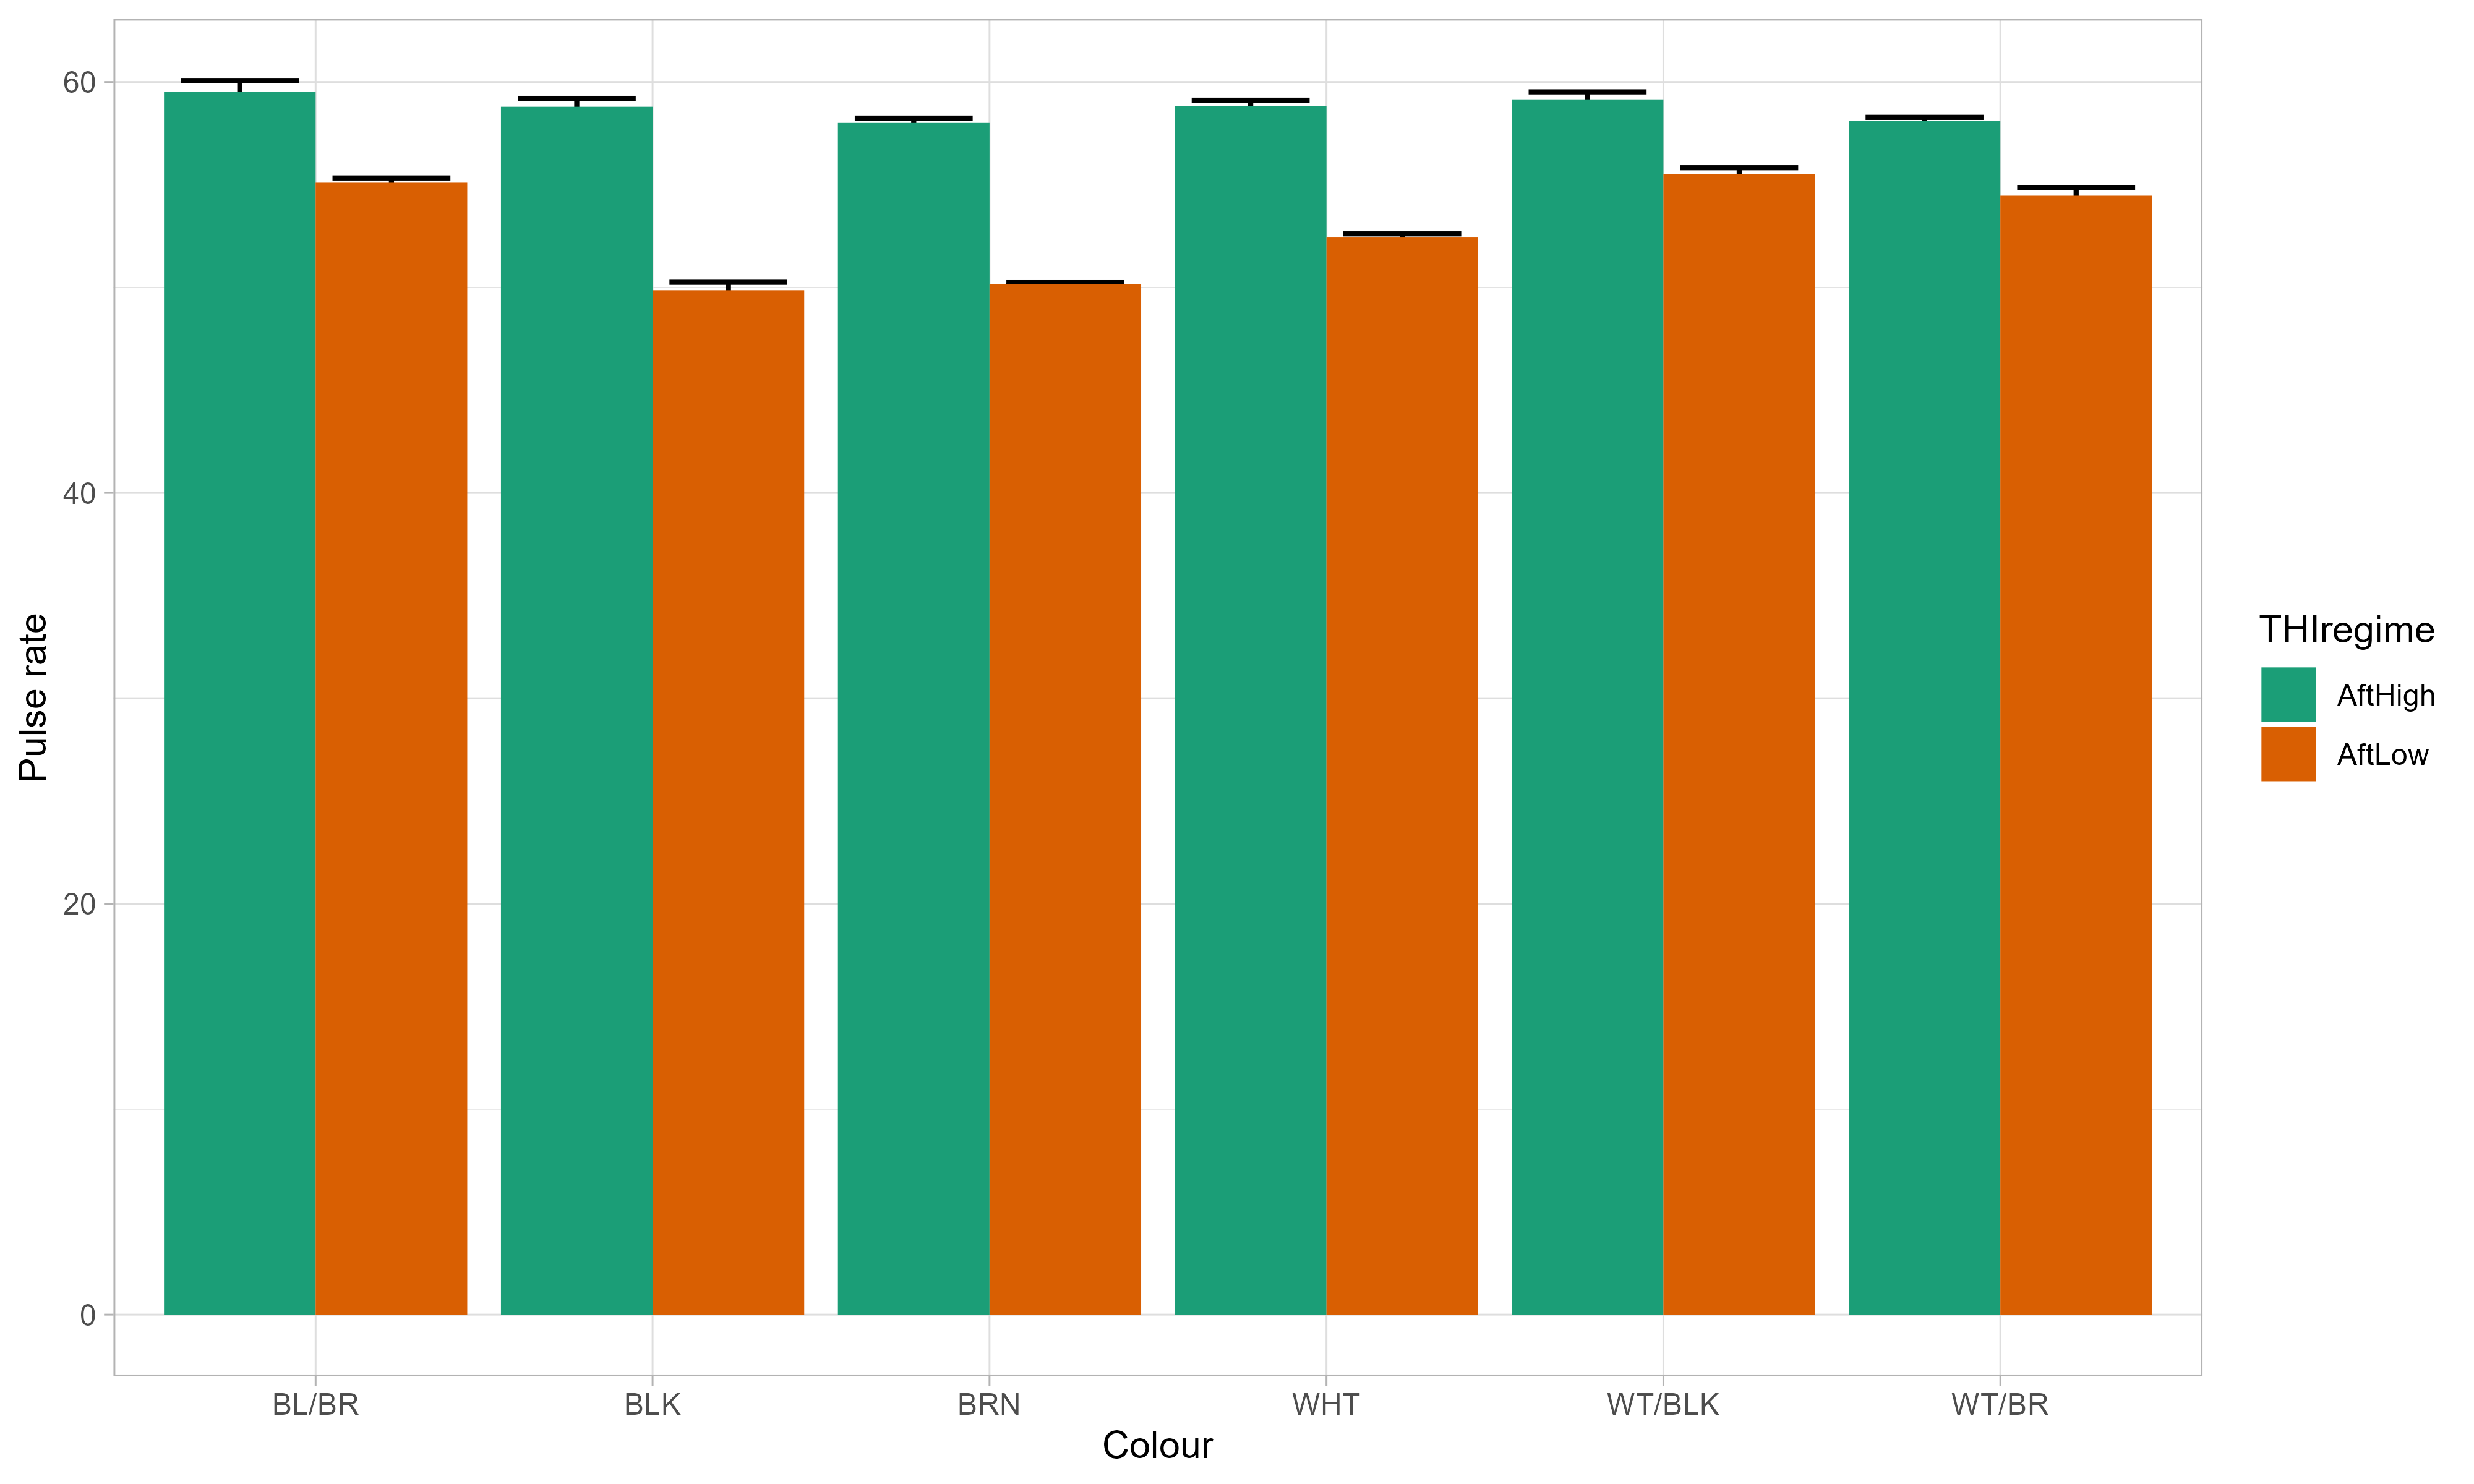 60
40
20
0
Pulse rate
BL/BR BLK BRN WHT WT/BLK WT/BR
Colour
THIregime
AftHigh
AftLow